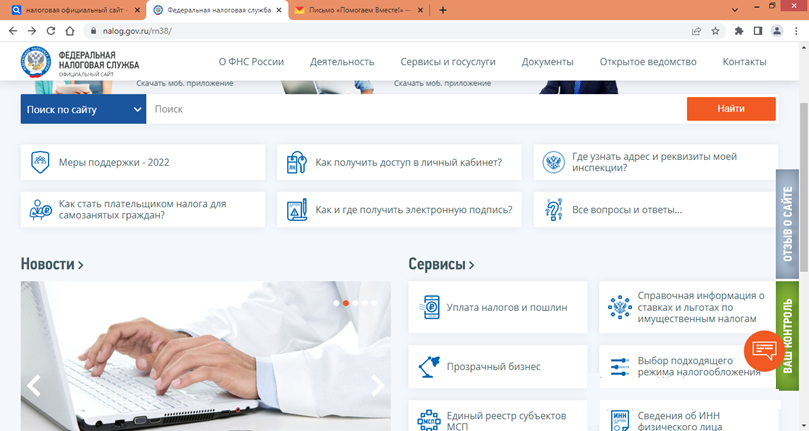 налоговая официальный сайт -
Федеральная налоговая служба
Письмо «Помогаем Вместе!» —
nalog.gov.ru/rn38/
ФЕДЕРАЛЬНАЯ
НАЛОГОВАЯ СЛУЖБА
ОФИЦИАЛЬНЫЙ САЙТ
О ФНС России
Деятельность
Сервисы и госуслуги
Документы
Открытое ведомство
Контакты
Скачать моб. приложение
Скачать моб. приложение
Поиск по сайту
Поиск
Найти
Меры поддержки - 2022
Как получить доступ в личный кабинет?
Где узнать адрес и реквизиты моей
инспекции?
Как стать плательщиком налога для
самозанятых граждан?
Как и где получить электронную подпись?
Все вопросы и ответы...
ОТЗЫВ О САЙТЕ
Новости
Сервисы
Уплата налогов и пошлин
Справочная информация о
ставках и льготах по
имущественным налогам
ВАШ КОНТРОЛЬ
Прозрачный бизнес
Выбор подходящего
режима налогообложения
Единый реестр субъектов
МСП
Сведения об ИНН
физического лица